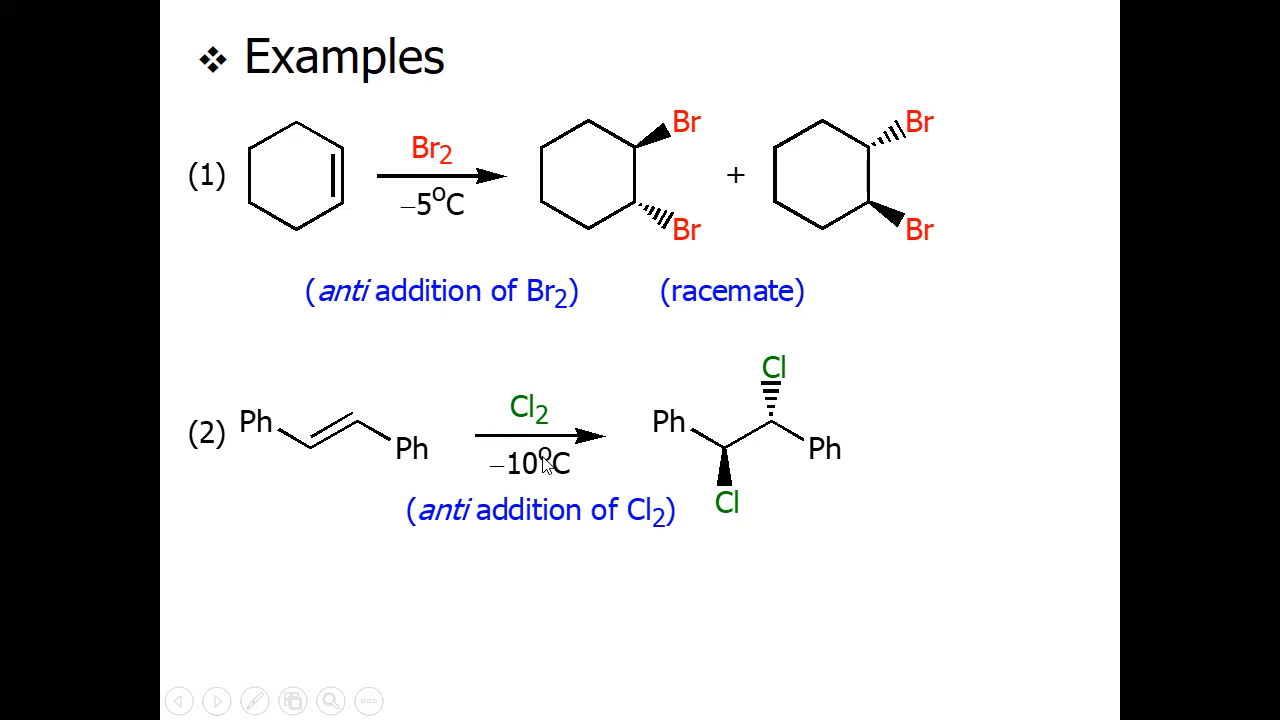 ❖ Examples
(1) Br₂ −5°C Br Br + Br Br
(anti addition of Br₂) (racemate)
(2) Ph Ph Cl₂ −10°C Ph Cl Cl Ph
(anti addition of Cl₂)